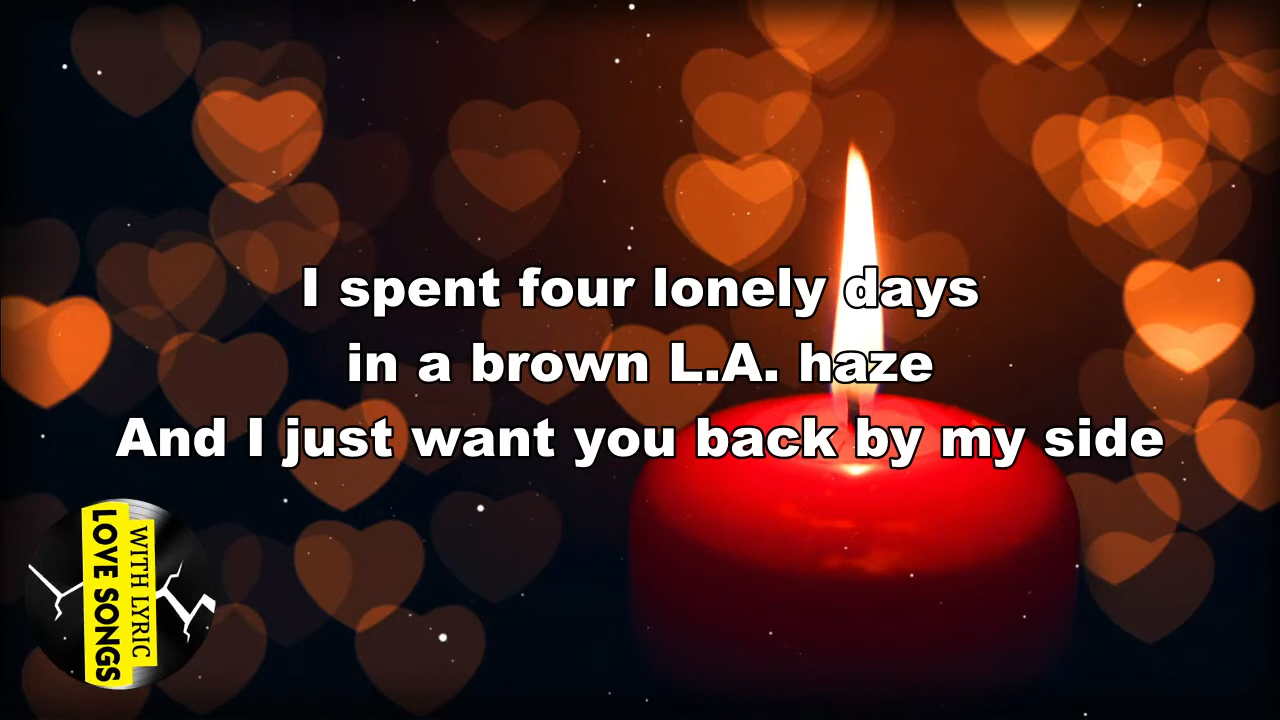 I spent four lonely days
in a brown L.A. haze
And I just want you back by my side
LOVE SONGS
WITH LYRIC